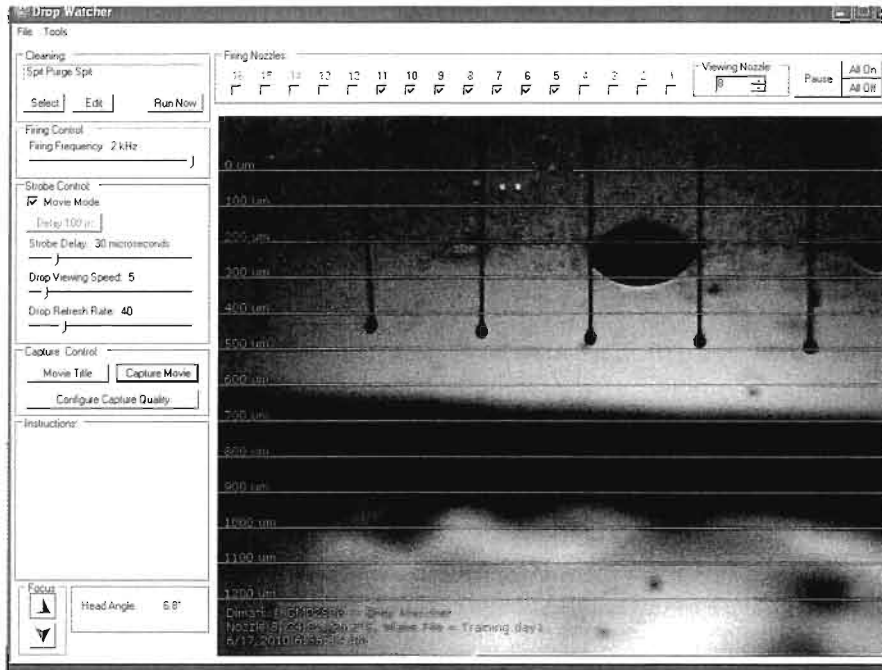 Drop Watcher
File Tools
Cleaning:
Spit Purge Spit
Select Edit Run Now
Firing Control
Firing Frequency: 2 kHz
Strobe Control:
Movie Mode
Strobe Delay: 30 microseconds
Drop Viewing Speed: 5
Drop Refresh Rate: 40
Capture Control
Movie Title Capture Movie
Configure Capture Quality
Instructions:
Focus
Head Angle: 6.8°
Firing Nozzles:
16 15 14 13 12 11 10 9 8 7 6 5 4 3 2 1
Viewing Nozzle
8
Pause
All On
All Off
0 um
100 um
200 um
300 um
400 um
500 um
600 um
700 um
800 um
900 um
1000 um
1100 um
1200 um
Drop Watcher
Training day1
6/17/2010